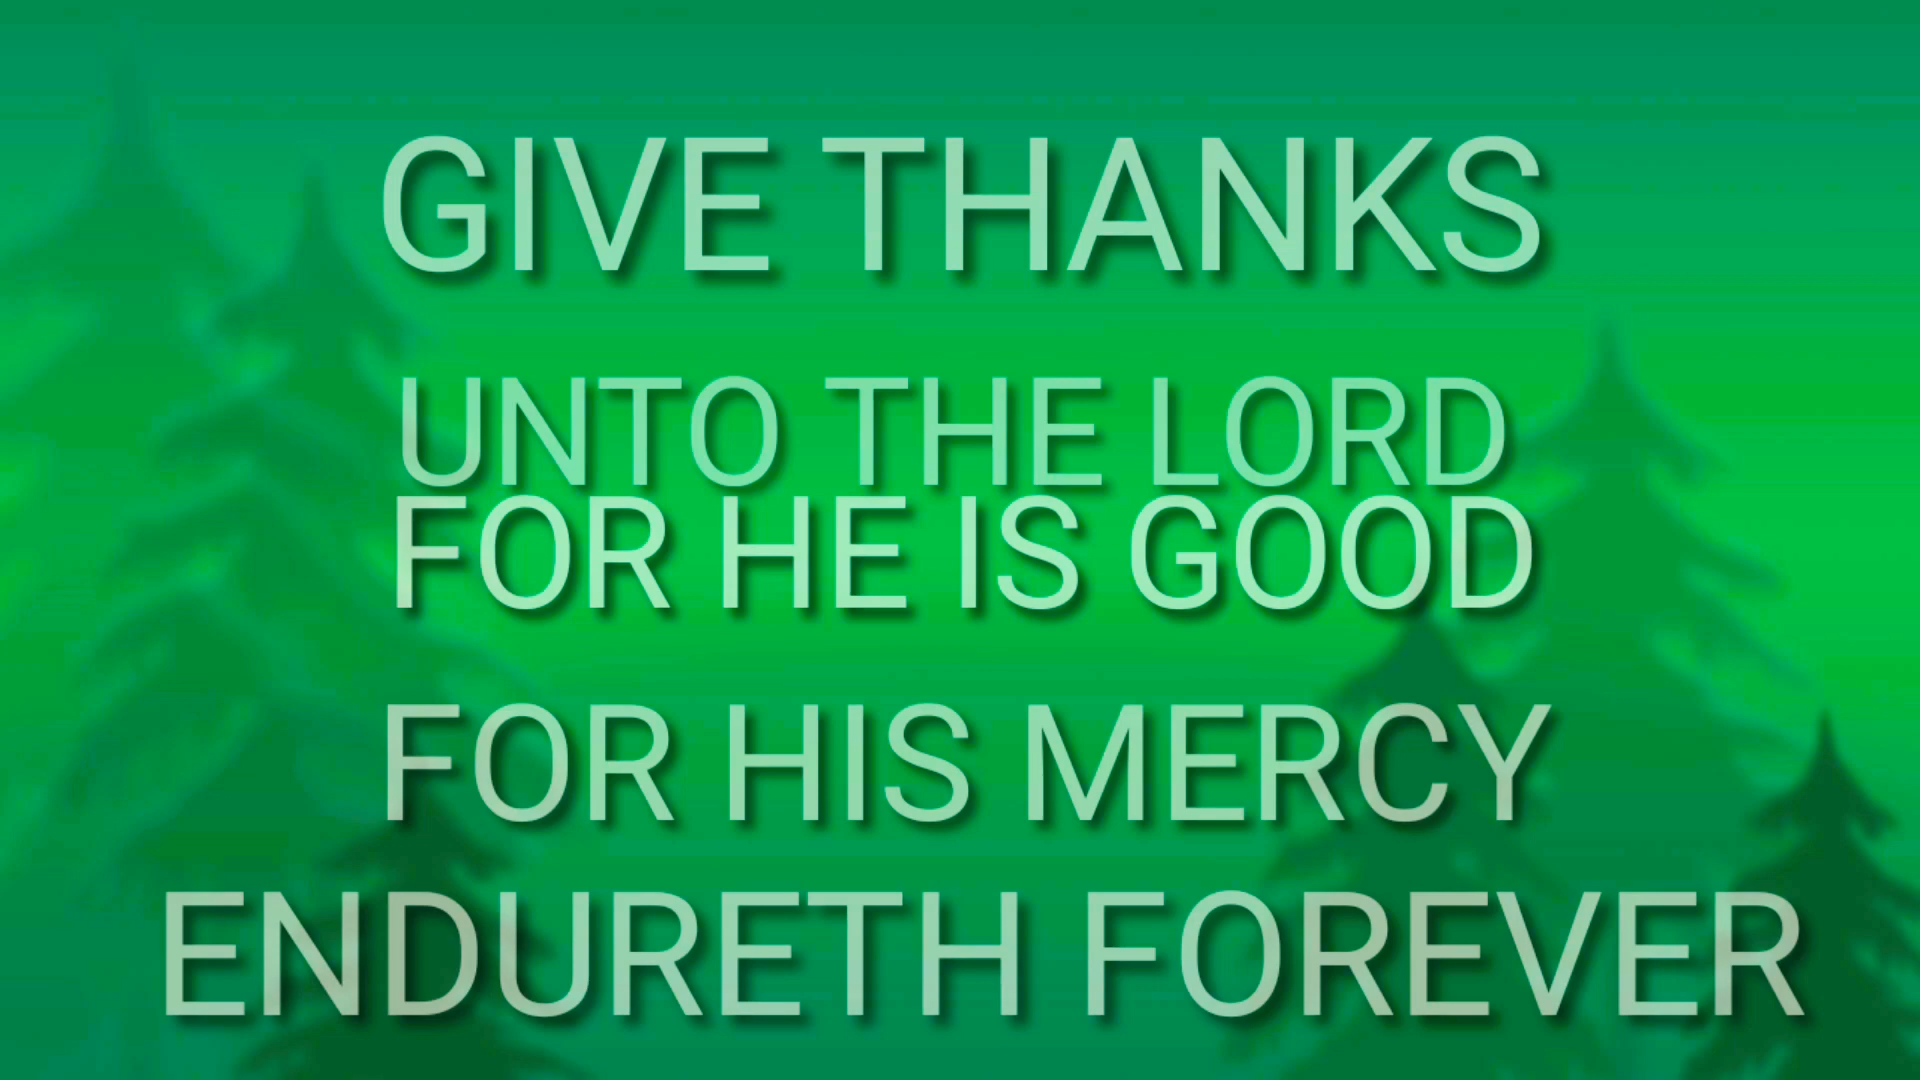 GIVE THANKS
UNTO THE LORD
FOR HE IS GOOD
FOR HIS MERCY
ENDURETH FOREVER